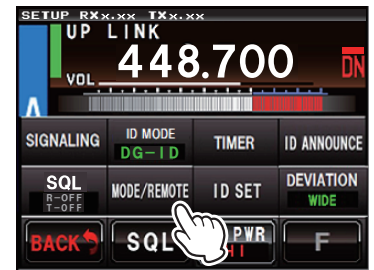 SETUP RXx.xx TXx.xx
UP LINK
VOL 448.700 DN
SIGNALING ID MODE TIMER ID ANNOUNCE
DG-ID
SQL MODE/REMOTE ID SET DEVIATION
R-OFF WIDE
T-OFF
BACK SQL PWR F
HI